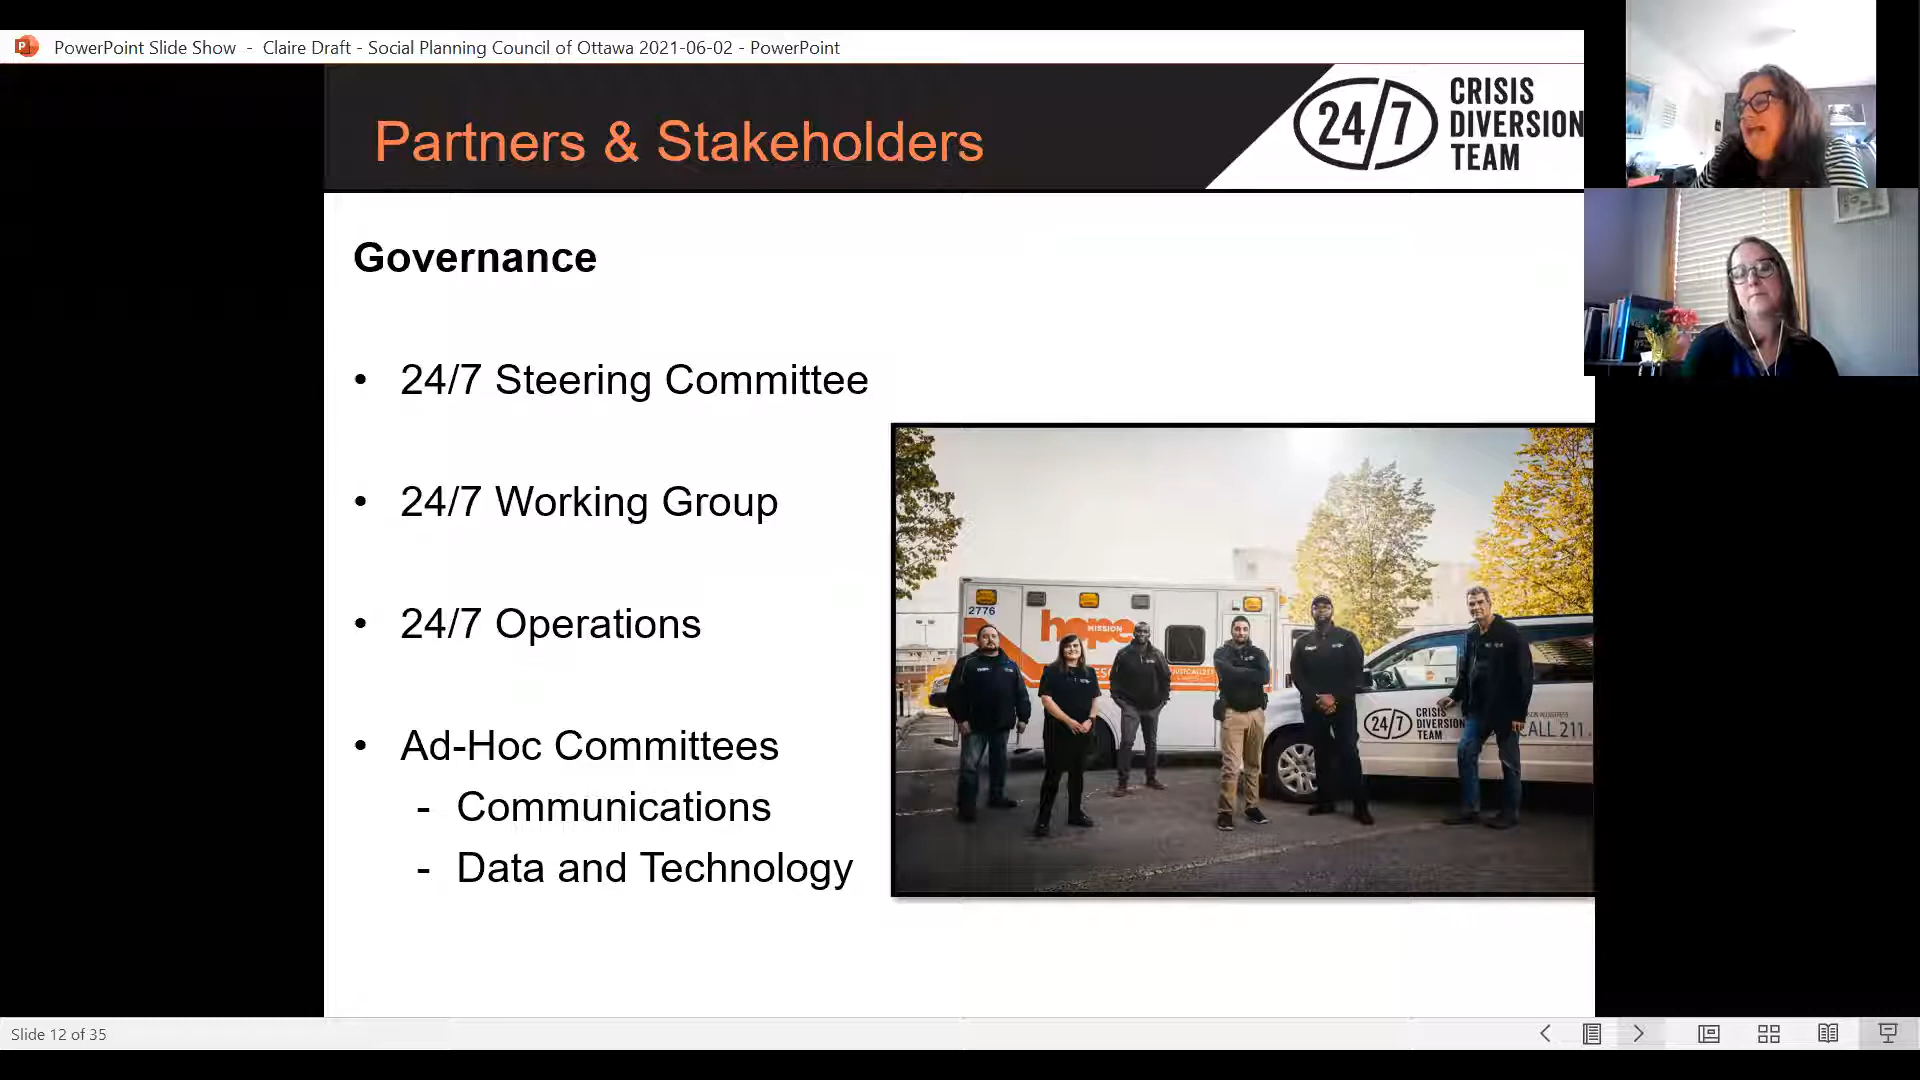 PowerPoint Slide Show - Claire Draft - Social Planning Council of Ottawa 2021-06-02 - PowerPoint
Partners & Stakeholders
24/7
CRISIS
DIVERSION
TEAM
Governance
• 24/7 Steering Committee
• 24/7 Working Group
• 24/7 Operations
• Ad-Hoc Committees
- Communications
- Data and Technology
2776
hope
MISSION
24/7
CRISIS
DIVERSION
TEAM
CALL 211
Slide 12 of 35